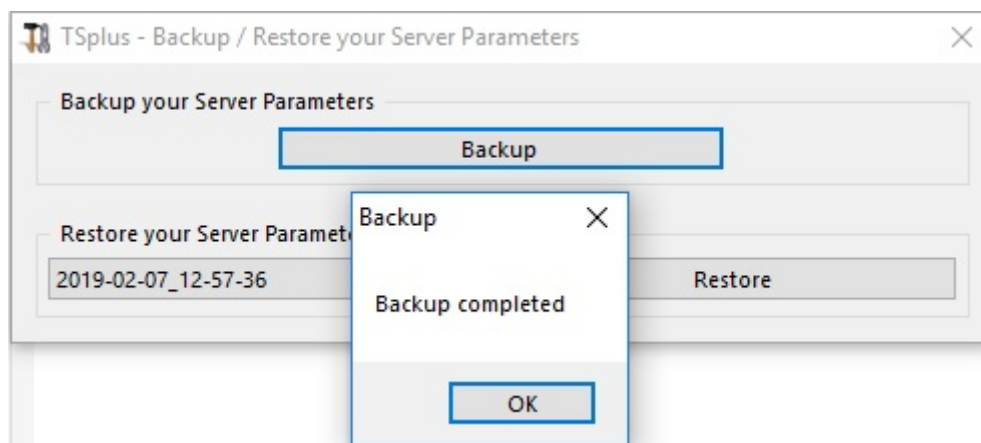 TSplus - Backup / Restore your Server Parameters
Backup your Server Parameters
Backup
Backup
Restore your Server Paramet
2019-02-07_12-57-36
Restore
Backup completed
OK